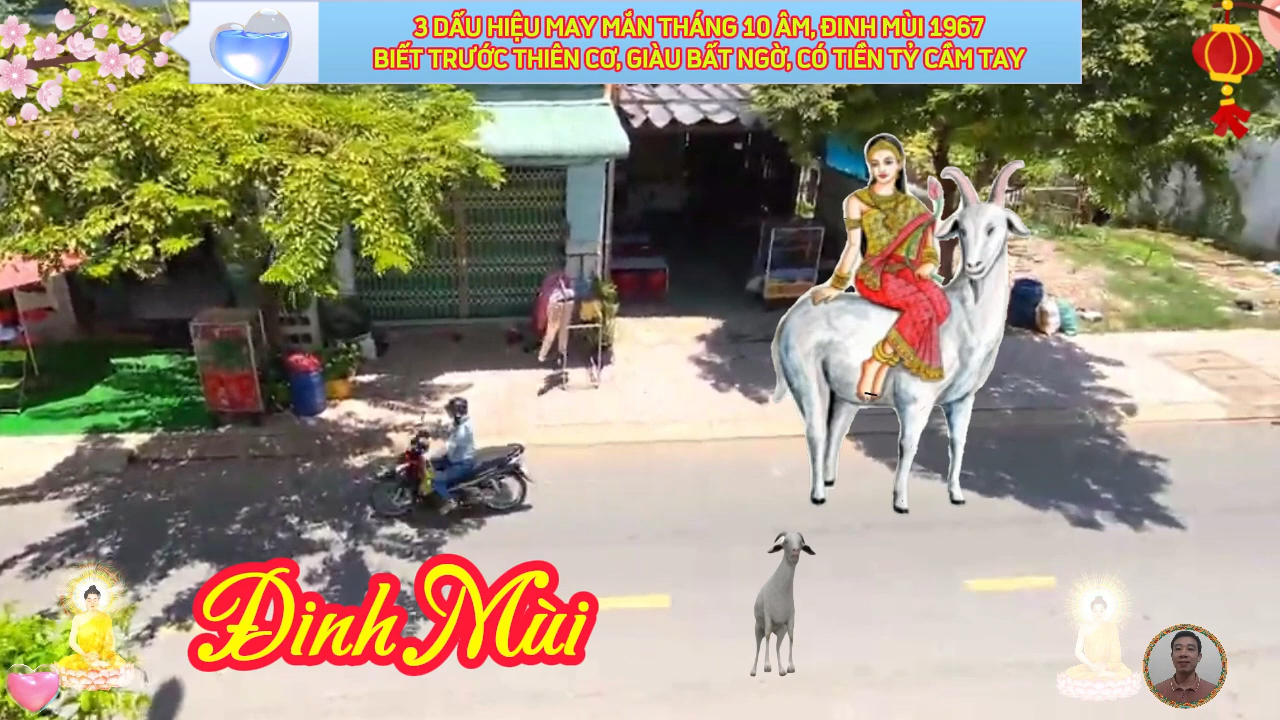 3 DẤU HIỆU MAY MẮN THÁNG 10 ÂM, ĐINH MÙI 1967
BIẾT TRƯỚC THIÊN CƠ, GIÀU BẤT NGỜ, CÓ TIỀN TỶ CẦM TAY
Đinh Mùi